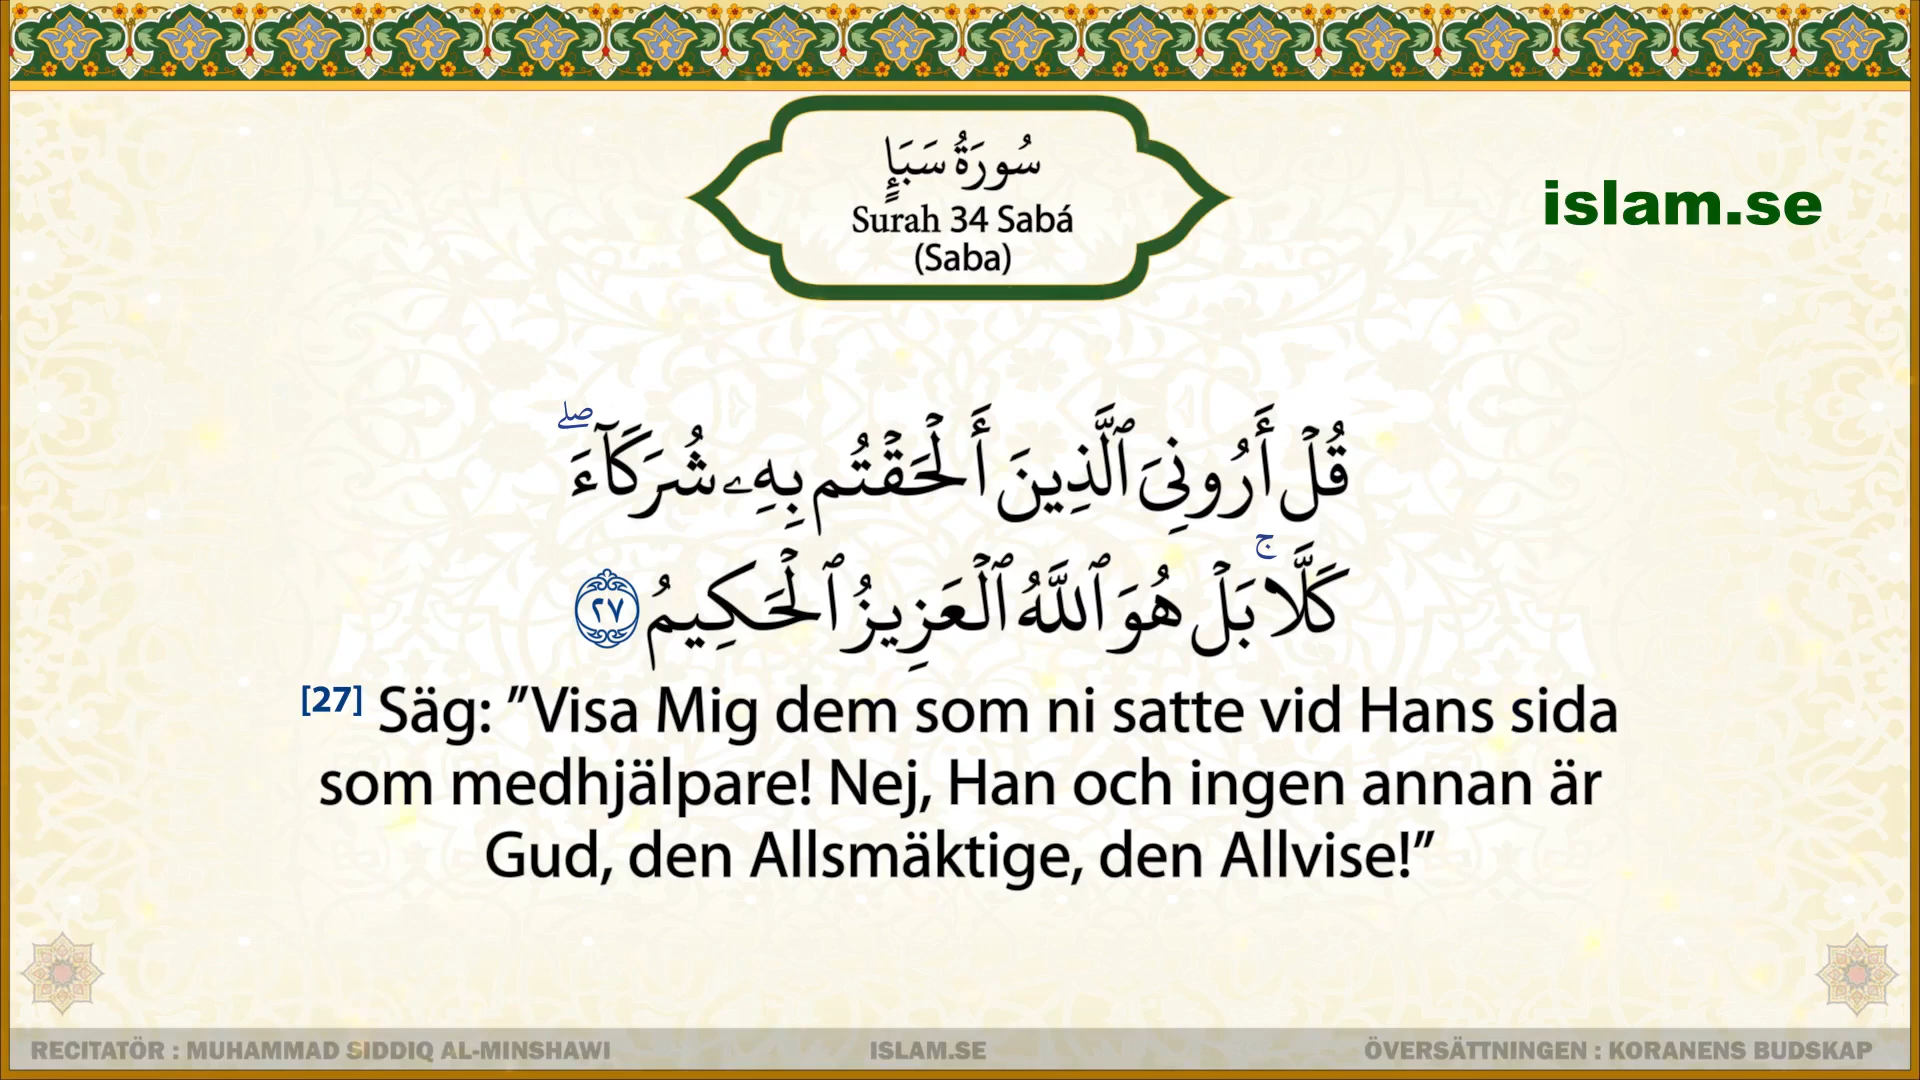 سُورَةُ سَبَإٍ
Surah 34 Sabá
(Saba)
islam.se
قُلۡ أَرُونِىَ ٱلَّذِينَ أَلۡحَقۡتُم بِهِۦ شُرَكَآءَۖ
كَلَّاۚ بَلۡ هُوَ ٱللَّهُ ٱلۡعَزِيزُ ٱلۡحَكِيمُ ٢٧
[27] Säg: ”Visa Mig dem som ni satte vid Hans sida
som medhjälpare! Nej, Han och ingen annan är
Gud, den Allsmäktige, den Allvise!”
RECITATÖR : MUHAMMAD SIDDIQ AL-MINSHAWI
ISLAM.SE
ÖVERSÄTTNINGEN : KORANENS BUDSKAP